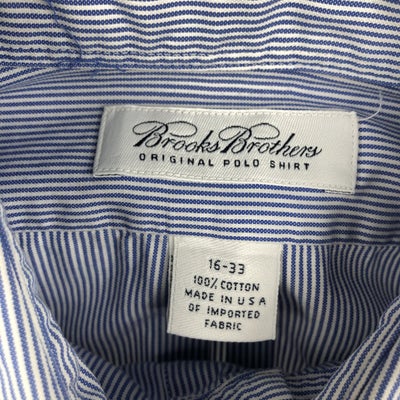 Brooks Brothers
ORIGINAL POLO SHIRT
16-33
100% COTTON
MADE IN U S A
OF IMPORTED
FABRIC